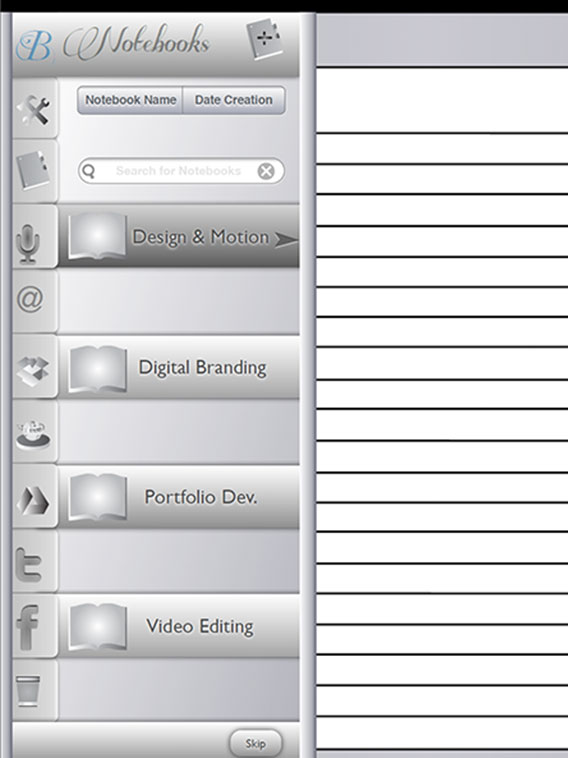 B Notebooks
Notebook Name Date Creation
Search for Notebooks
Design & Motion
@
Digital Branding
Portfolio Dev.
t
f
Video Editing
Skip